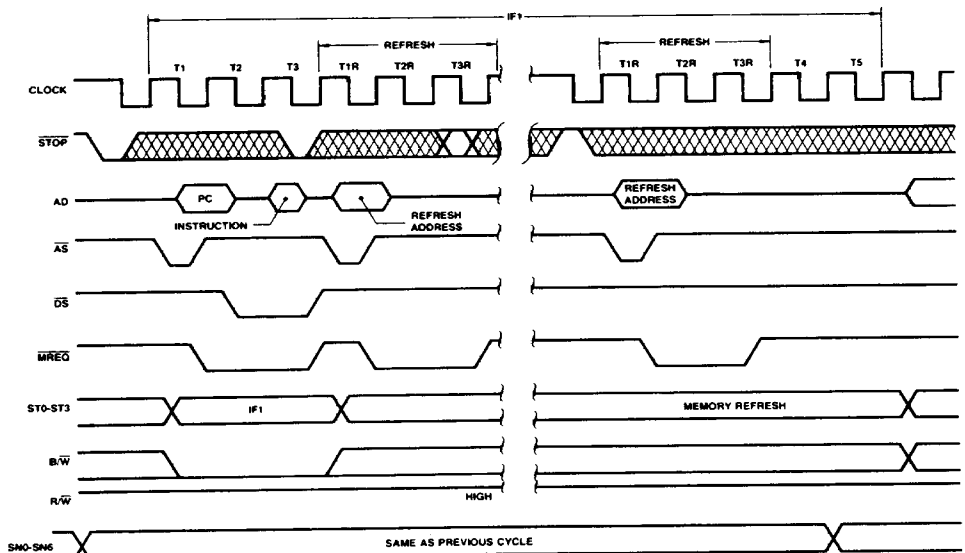 IF1
REFRESH
REFRESH
T1 T2 T3 T1R T2R T3R T1R T2R T3R T4 T5
CLOCK
STOP
AD
PC
REFRESH
ADDRESS
INSTRUCTION
REFRESH
ADDRESS
AS
DS
MREQ
ST0-ST3
IF1
MEMORY REFRESH
B/W
R/W
HIGH
SN0-SN6
SAME AS PREVIOUS CYCLE